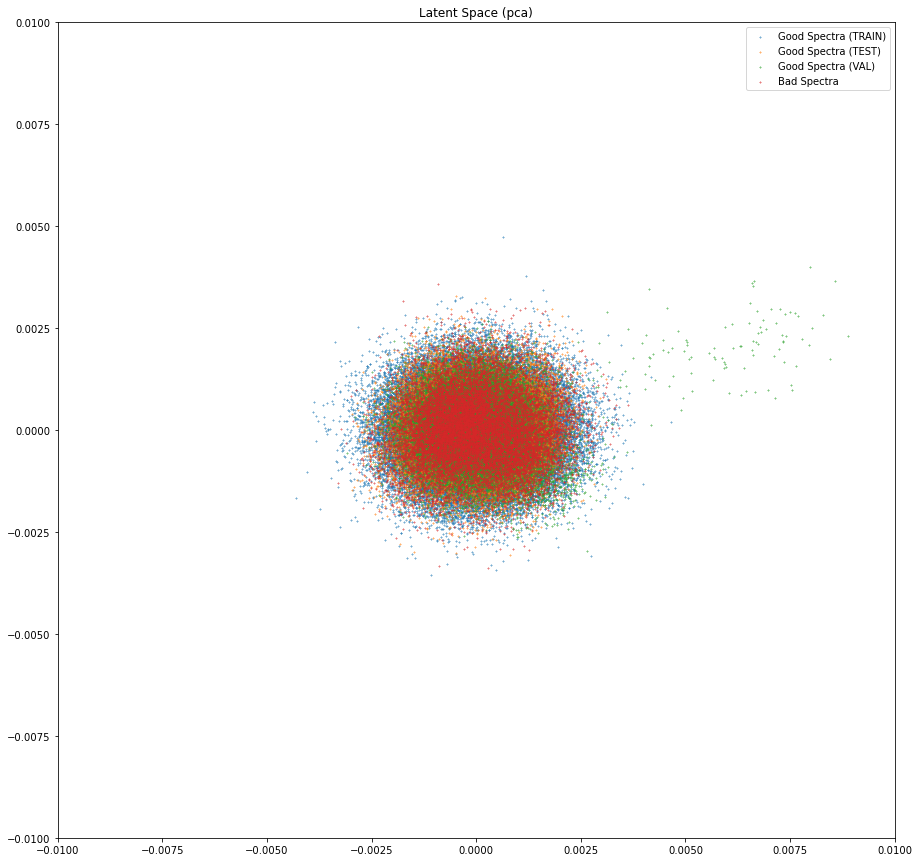 Latent Space (pca)
Good Spectra (TRAIN)
Good Spectra (TEST)
Good Spectra (VAL)
Bad Spectra
0.0100
0.0075
0.0050
0.0025
0.0000
−0.0025
−0.0050
−0.0075
−0.0100
−0.0100 −0.0075 −0.0050 −0.0025 0.0000 0.0025 0.0050 0.0075 0.0100